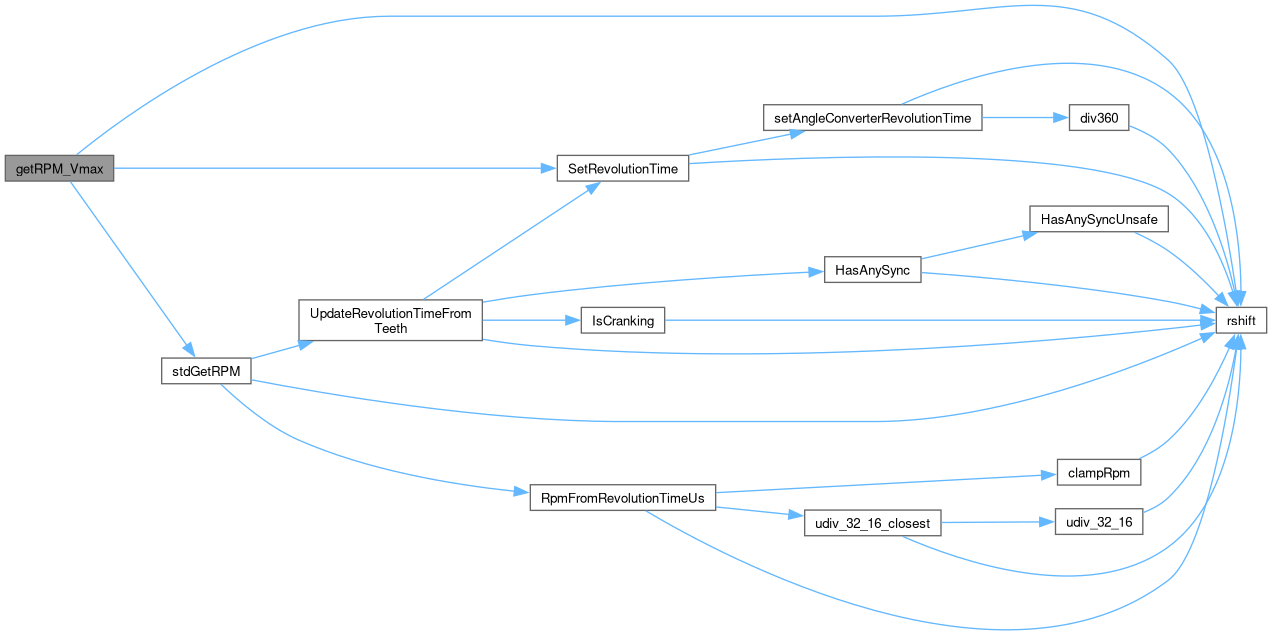 getRPM_Vmax
stdGetRPM
UpdateRevolutionTimeFrom
Teeth
SetRevolutionTime
setAngleConverterRevolutionTime
div360
HasAnySyncUnsafe
HasAnySync
IsCranking
rshift
RpmFromRevolutionTimeUs
clampRpm
udiv_32_16_closest
udiv_32_16